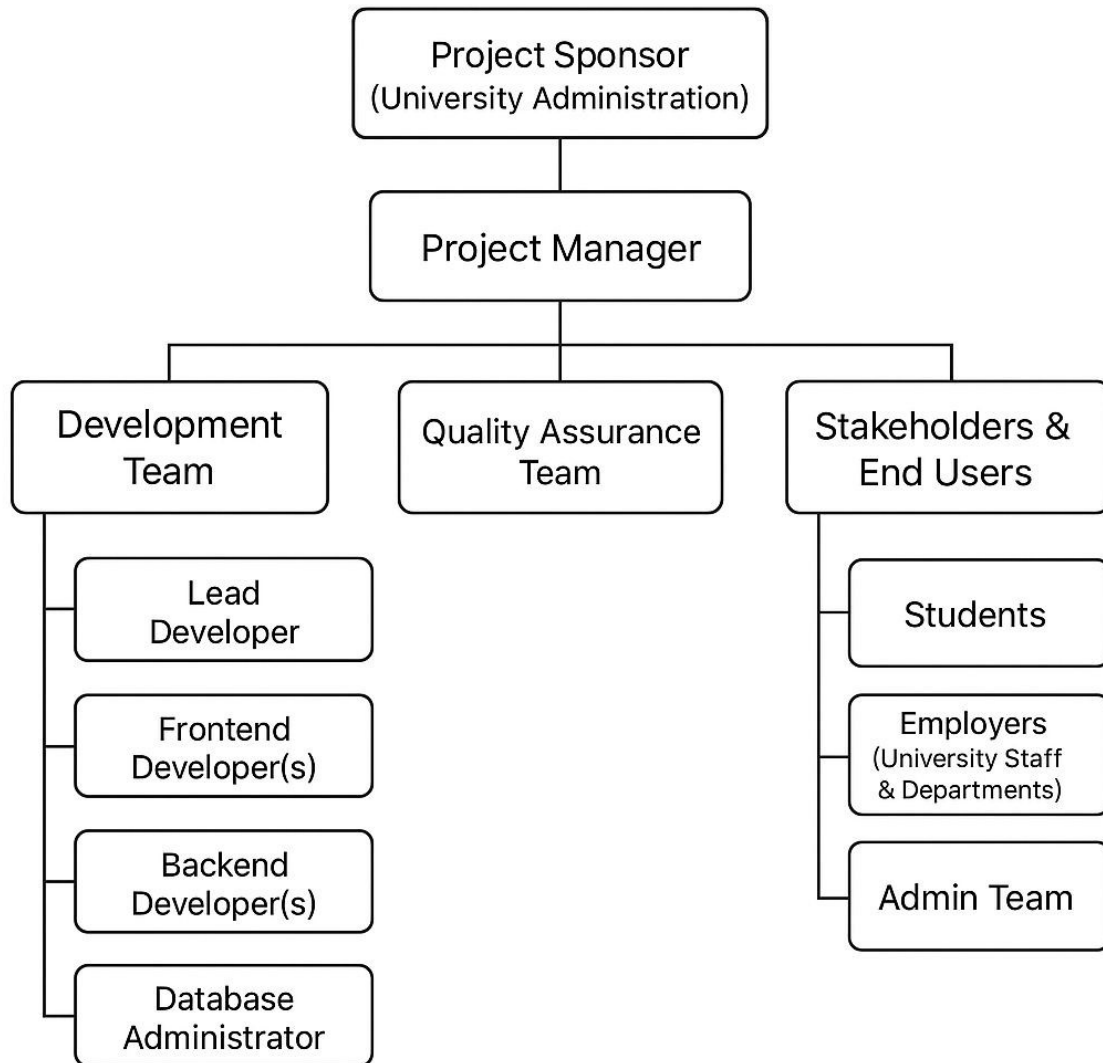 Project Sponsor
(University Administration)
Project Manager
Development
Team
Quality Assurance
Team
Stakeholders &
End Users
Lead
Developer
Frontend
Developer(s)
Backend
Developer(s)
Database
Administrator
Students
Employers
(University Staff
& Departments)
Admin Team